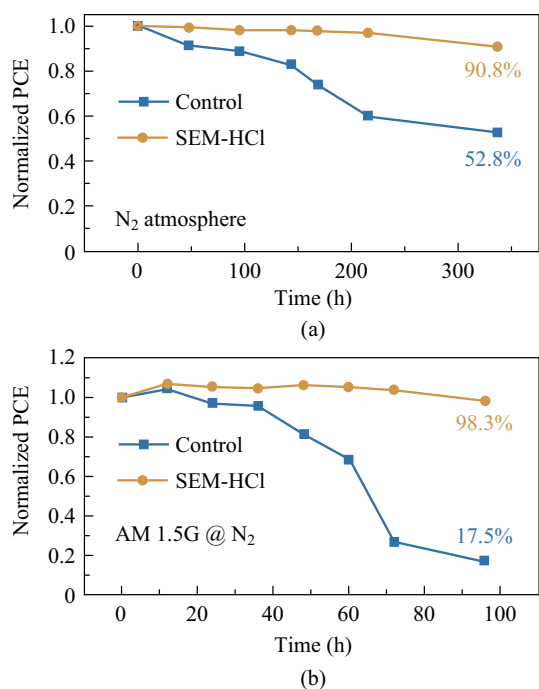 1.0
0.8
0.6
0.4
0.2
0
Normalized PCE
Control
SEM-HCl
90.8%
52.8%
N₂ atmosphere
0 100 200 300
Time (h)
(a)
1.2
1.0
0.8
0.6
0.4
0.2
0
Normalized PCE
Control
SEM-HCl
98.3%
17.5%
AM 1.5G @ N₂
0 20 40 60 80 100
Time (h)
(b)